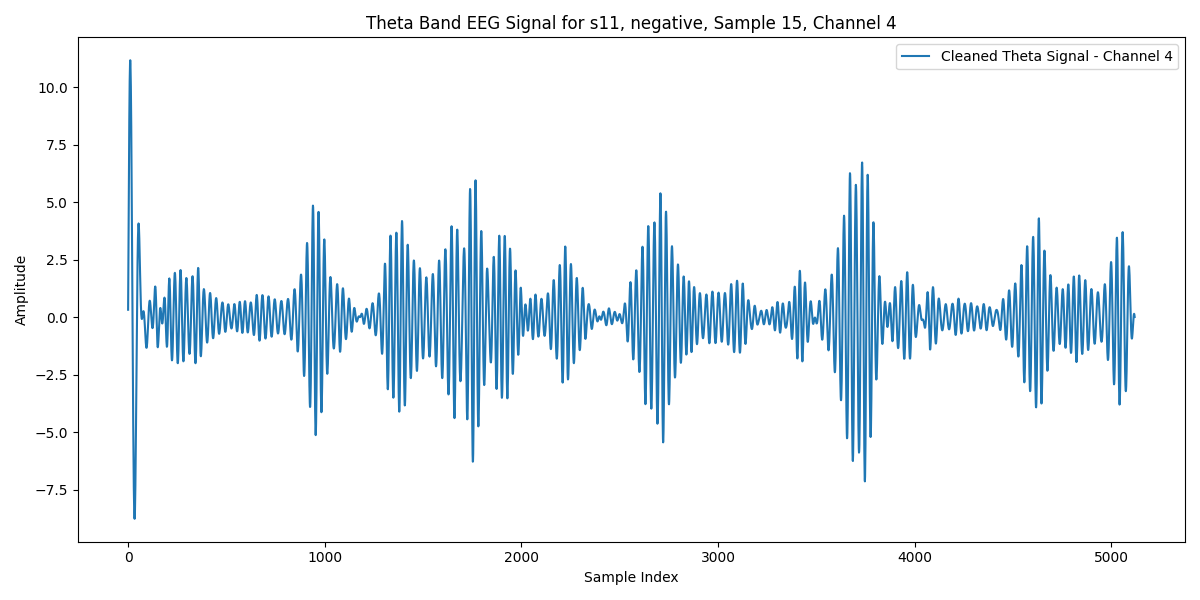 Theta Band EEG Signal for s11, negative, Sample 15, Channel 4
Cleaned Theta Signal - Channel 4
Amplitude
10.0
7.5
5.0
2.5
0.0
−2.5
−5.0
−7.5
0 1000 2000 3000 4000 5000
Sample Index